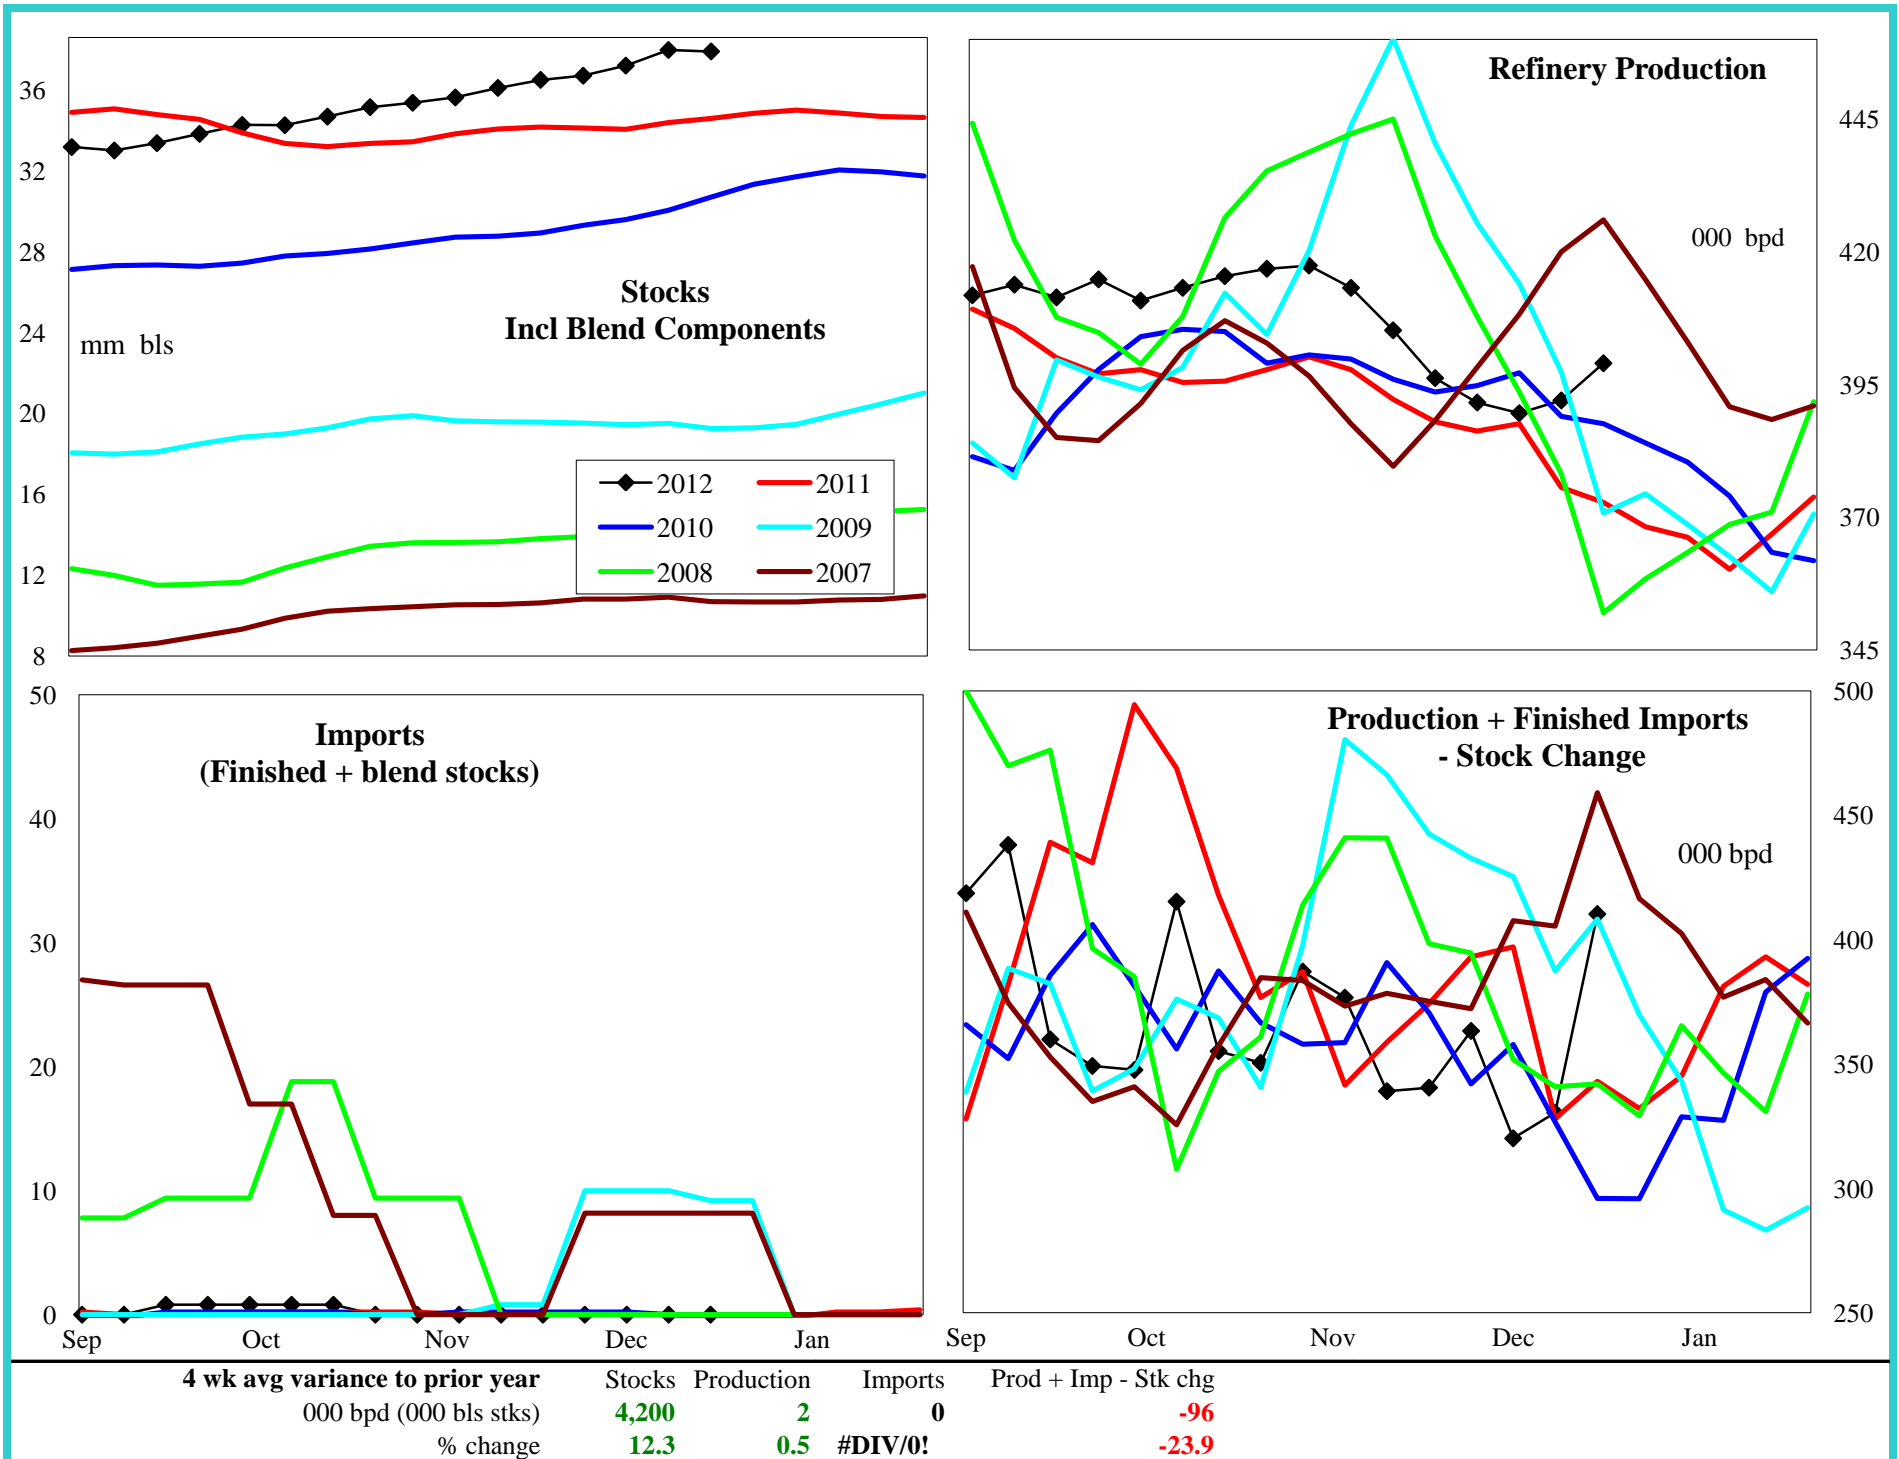 36
32
28
24
20
16
12
8
mm bls
Stocks
Incl Blend Components
2012
2011
2010
2009
2008
2007
Refinery Production
000 bpd
445
420
395
370
345
50
40
30
20
10
0
Imports
(Finished + blend stocks)
Sep Oct Nov Dec Jan
Production + Finished Imports
- Stock Change
000 bpd
500
450
400
350
300
250
Sep Oct Nov Dec Jan
4 wk avg variance to prior year Stocks Production Imports Prod + Imp - Stk chg
000 bpd (000 bls stks) 4,200 2 0 -96
% change 12.3 0.5 #DIV/0! -23.9